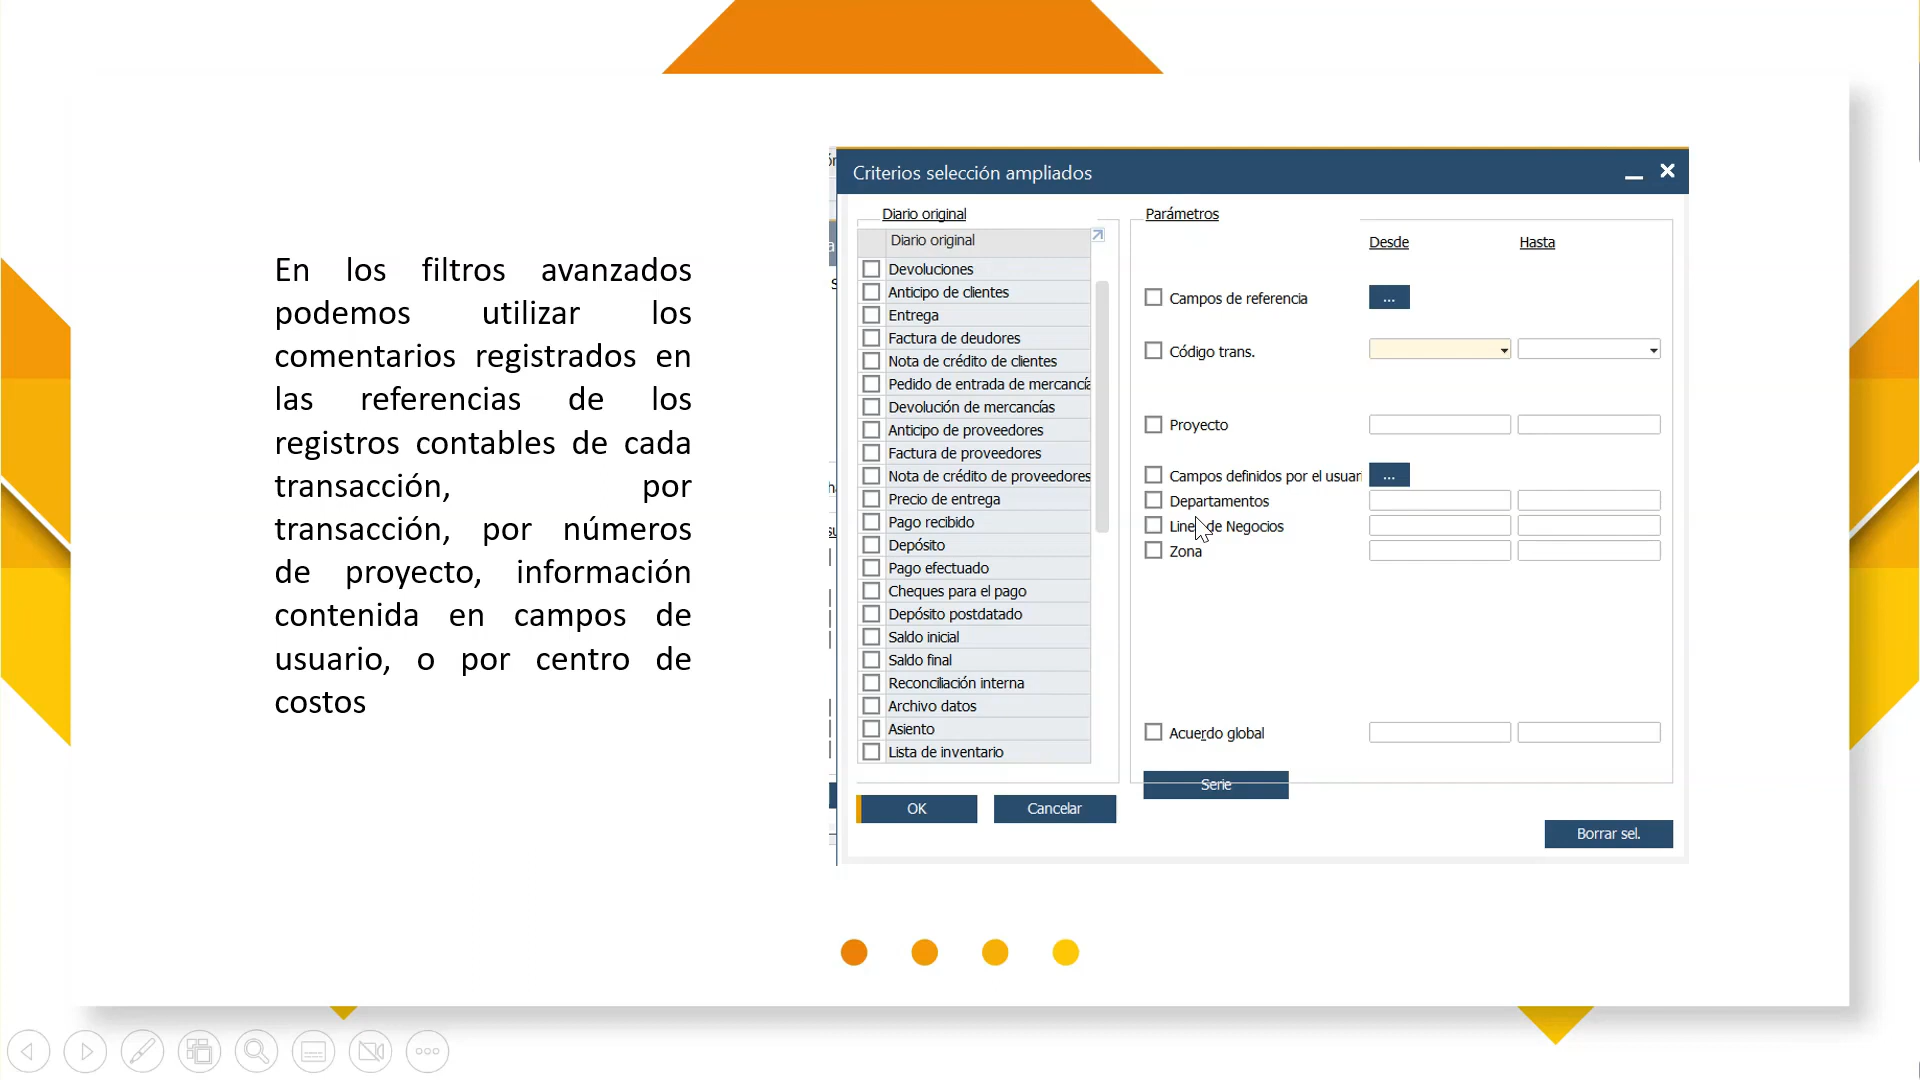 En los filtros avanzados
podemos utilizar los
comentarios registrados en
las referencias de los
registros contables de cada
transacción, por
transacción, por números
de proyecto, información
contenida en campos de
usuario, o por centro de
costos
Criterios selección ampliados
Diario original
Diario original
Devoluciones
Anticipo de clientes
Entrega
Factura de deudores
Nota de crédito de clientes
Pedido de entrada de mercancía
Devolución de mercancías
Anticipo de proveedores
Factura de proveedores
Nota de crédito de proveedores
Precio de entrega
Pago recibido
Depósito
Pago efectuado
Cheques para el pago
Depósito postdatado
Saldo inicial
Saldo final
Reconciliación interna
Archivo datos
Asiento
Lista de inventario
OK
Cancelar
Parámetros
Desde Hasta
Campos de referencia ...
Código trans.
Proyecto
Campos definidos por el usuari ...
Departamentos
de Negocios
Zona
Acuerdo global
Serie
Borrar sel.